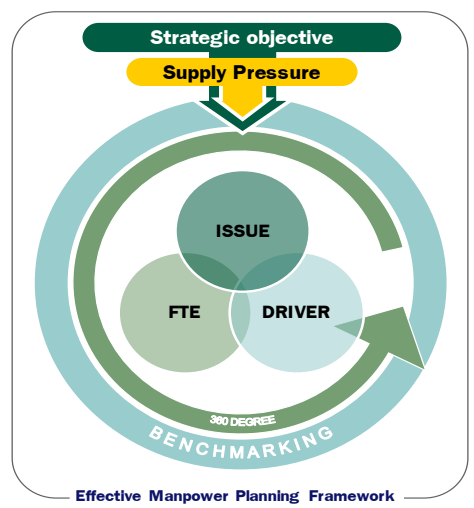 Strategic objective
Supply Pressure
ISSUE
FTE
DRIVER
360 DEGREE
BENCHMARKING
Effective Manpower Planning Framework